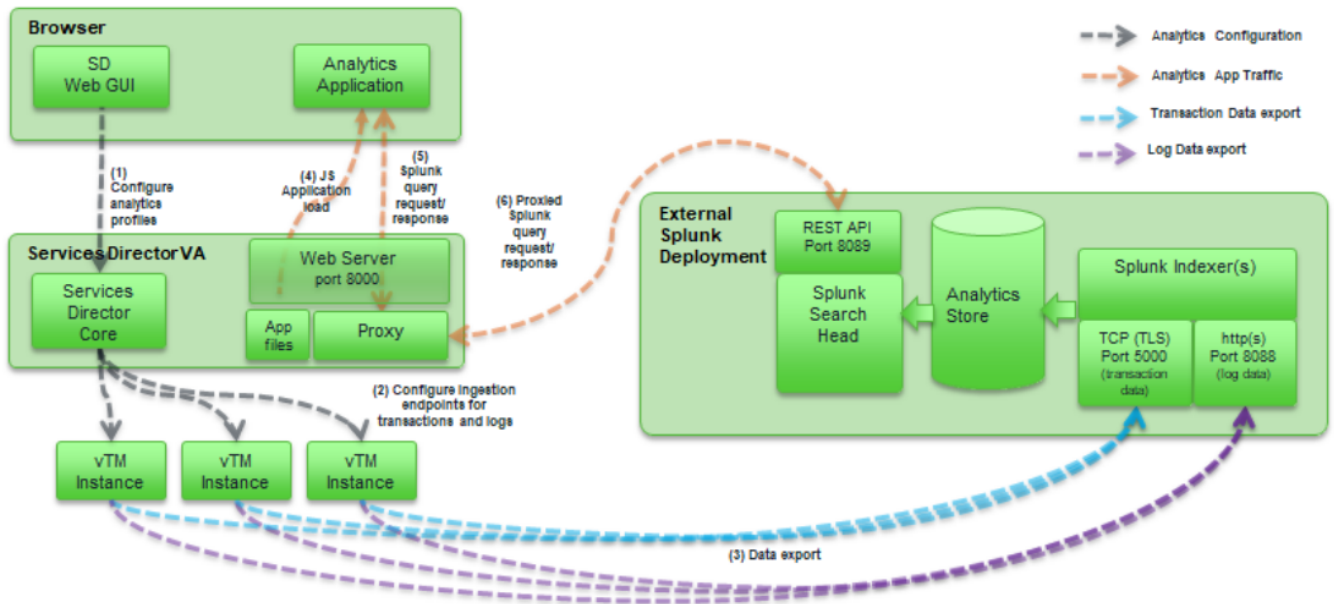 Browser
SD
Web GUI
Analytics
Application
Analytics Configuration
Analytics App Traffic
Transaction Data export
Log Data export
(1)
Configure
analytics
profiles
(4) JS
Application
load
(5)
Splunk
query
request/
response
(6) Proxied
Splunk
query
request/
response
Services Director VA
Services
Director
Core
Web Server
port 8000
App
files
Proxy
External
Splunk
Deployment
REST API
Port 8089
Splunk
Search
Head
Analytics
Store
Splunk Indexer(s)
TCP (TLS)
Port 5000
(transaction
data)
http(s)
Port 8088
(log data)
(2) Configure ingestion
endpoints for
transactions and logs
vTM
Instance
vTM
Instance
vTM
Instance
(3) Data export